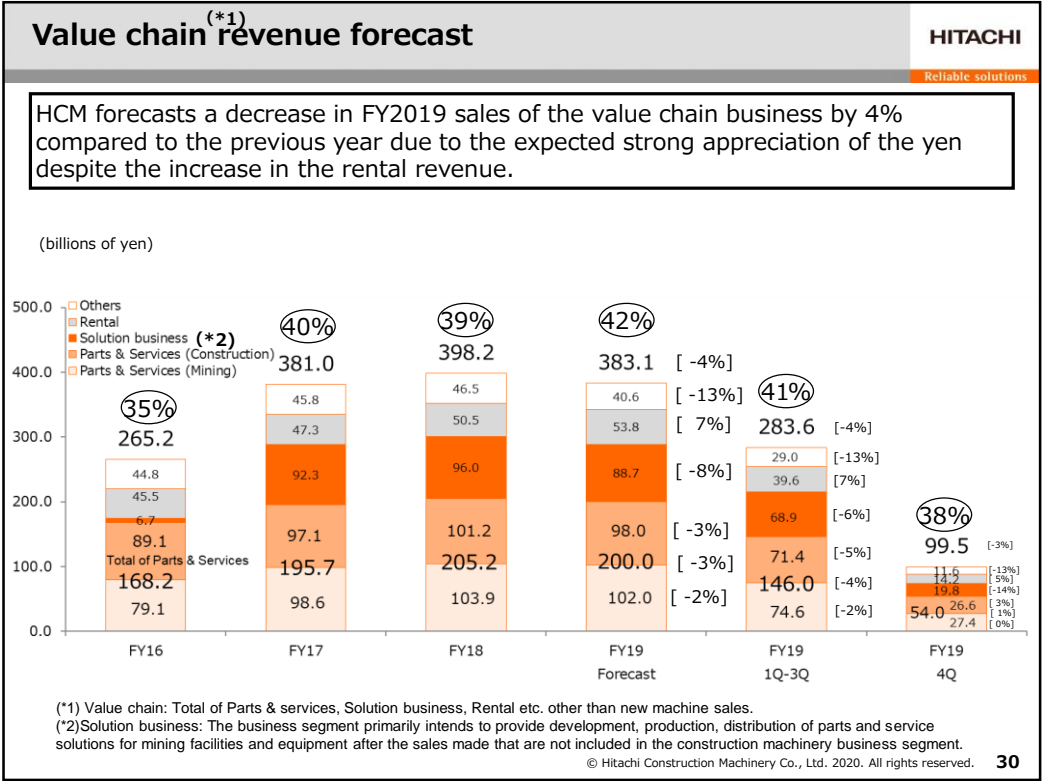 Value chain(*1) revenue forecast
HITACHI
Reliable solutions
HCM forecasts a decrease in FY2019 sales of the value chain business by 4%
compared to the previous year due to the expected strong appreciation of the yen
despite the increase in the rental revenue.
(billions of yen)
500.0
400.0
300.0
200.0
100.0
0.0
Others
Rental
Solution business (*2)
Parts & Services (Construction)
Parts & Services (Mining)
35%
265.2
44.8
45.5
6.7
89.1
Total of Parts & Services
168.2
79.1
FY16
40%
381.0
45.8
47.3
92.3
97.1
195.7
98.6
FY17
39%
398.2
46.5
50.5
96.0
101.2
205.2
103.9
FY18
42%
383.1 [ -4%]
40.6 [ -13%]
53.8 [ 7%]
88.7 [ -8%]
98.0 [ -3%]
200.0 [ -3%]
102.0 [ -2%]
FY19
Forecast
41%
283.6 [-4%]
29.0 [-13%]
39.6 [7%]
68.9 [-6%]
71.4 [-5%]
146.0 [-4%]
74.6 [-2%]
FY19
1Q-3Q
38%
99.5 [-3%]
11.6 [-13%]
14.2 [ 5%]
19.8 [-14%]
26.6 [ 3%]
54.0 [ 1%]
27.4 [ 0%]
FY19
4Q
(*1) Value chain: Total of Parts & services, Solution business, Rental etc. other than new machine sales.
(*2)Solution business: The business segment primarily intends to provide development, production, distribution of parts and service
solutions for mining facilities and equipment after the sales made that are not included in the construction machinery business segment.
© Hitachi Construction Machinery Co., Ltd. 2020. All rights reserved. 30